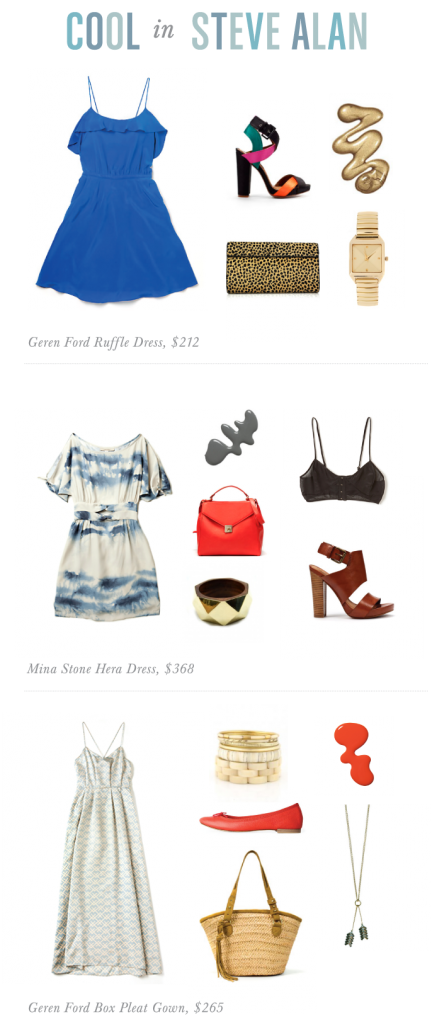 COOL in STEVE ALAN
Geren Ford Ruffle Dress, $212
Mina Stone Hera Dress, $368
Geren Ford Box Pleat Gown, $265